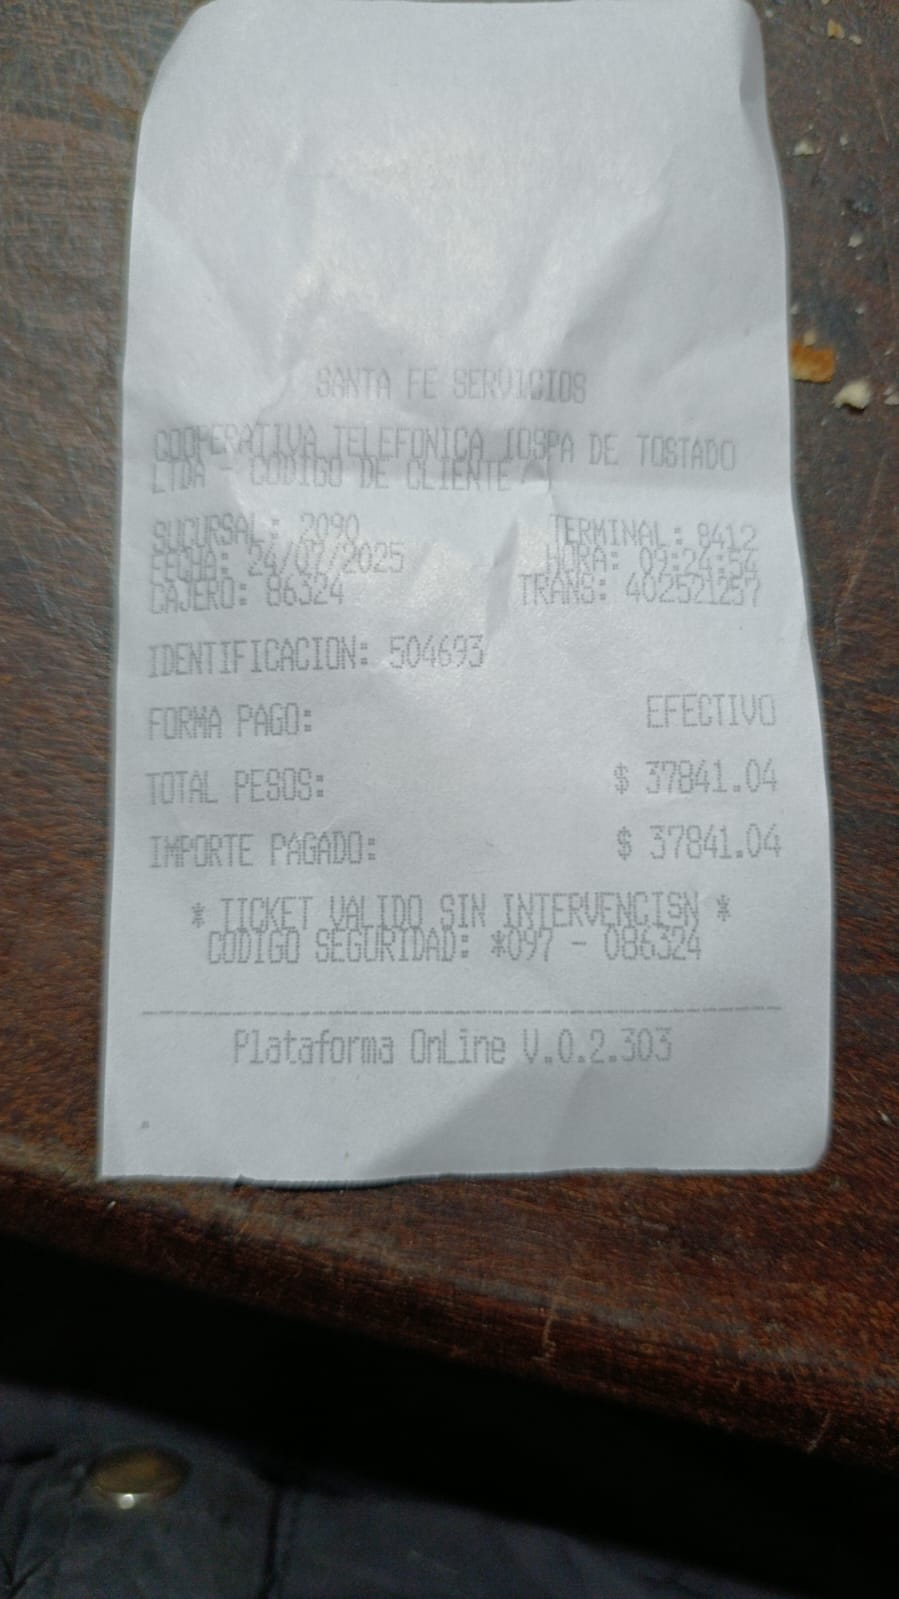 SANTA FE SERVICIOS
COOPERATIVA TELEFONICA TOSPA DE TOSTADO
LTDA - CODIGO DE CLIENTE
SUCURSAL: 2090 TERMINAL: 8412
FECHA: 24/07/2025 HORA: 09:24:54
CAJERO: 86324 TRANS: 402521257
IDENTIFICACION: 504693
FORMA PAGO: EFECTIVO
TOTAL PESOS: $ 37841.04
IMPORTE PAGADO: $ 37841.04
* TICKET VALIDO SIN INTERVENCISN *
CODIGO SEGURIDAD: *097 - 086324
Plataforma OnLine V.0.2.303